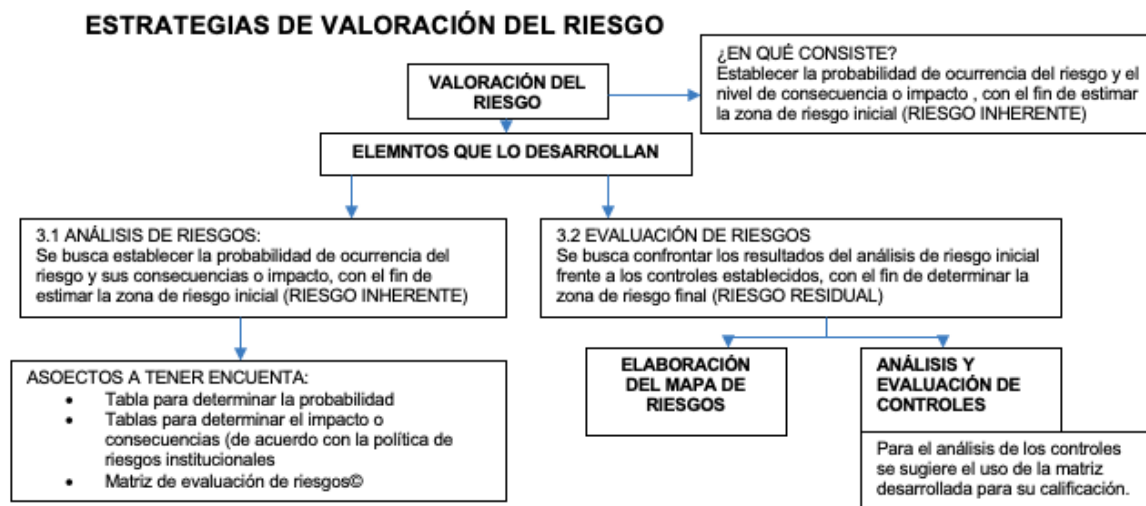 ESTRATEGIAS DE VALORACIÓN DEL RIESGO
VALORACIÓN DEL
RIESGO
¿EN QUÉ CONSISTE?
Establecer la probabilidad de ocurrencia del riesgo y el
nivel de consecuencia o impacto , con el fin de estimar
la zona de riesgo inicial (RIESGO INHERENTE)
ELEMNTOS QUE LO DESARROLLAN
3.1 ANÁLISIS DE RIESGOS:
Se busca establecer la probabilidad de ocurrencia del
riesgo y sus consecuencias o impacto, con el fin de
estimar la zona de riesgo inicial (RIESGO INHERENTE)
3.2 EVALUACIÓN DE RIESGOS
Se busca confrontar los resultados del análisis de riesgo inicial
frente a los controles establecidos, con el fin de determinar la
zona de riesgo final (RIESGO RESIDUAL)
ASOECTOS A TENER ENCUENTA:
• Tabla para determinar la probabilidad
• Tablas para determinar el impacto o
consecuencias (de acuerdo con la política de
riesgos institucionales
• Matriz de evaluación de riesgos©
ELABORACIÓN
DEL MAPA DE
RIESGOS
ANÁLISIS Y
EVALUACIÓN DE
CONTROLES
Para el análisis de los controles
se sugiere el uso de la matriz
desarrollada para su calificación.